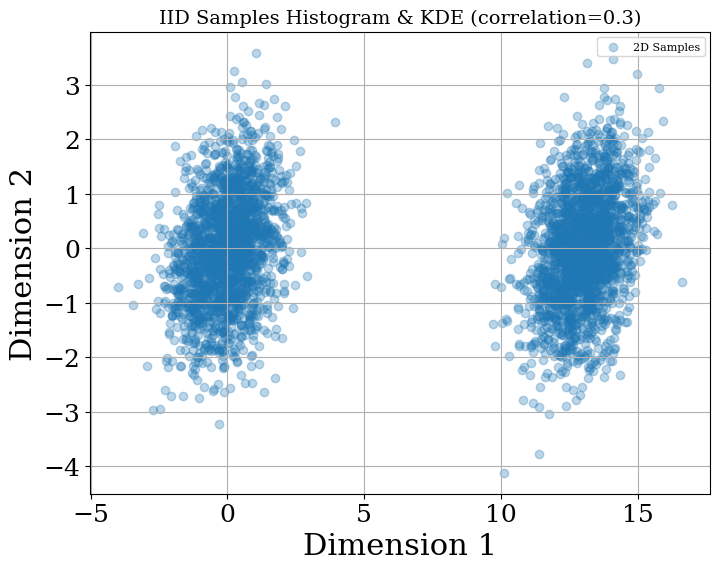 IID Samples Histogram & KDE (correlation=0.3)
2D Samples
3
2
1
0
−1
−2
−3
−4
Dimension 2
−5 0 5 10 15
Dimension 1